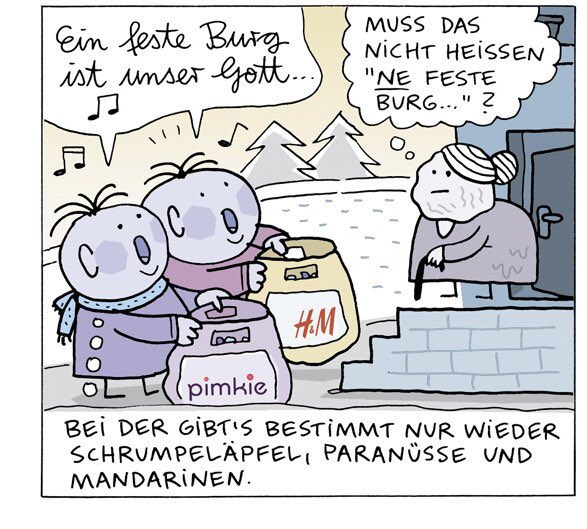 Ein feste Burg
ist unser Gott...
MUSS DAS
NICHT HEISSEN
"NE FESTE
BURG..." ?
H&M
pimkie
BEI DER GIBT'S BESTIMMT NUR WIEDER
SCHRUMPELÄPFEL, PARANÜSSE UND
MANDARINEN.